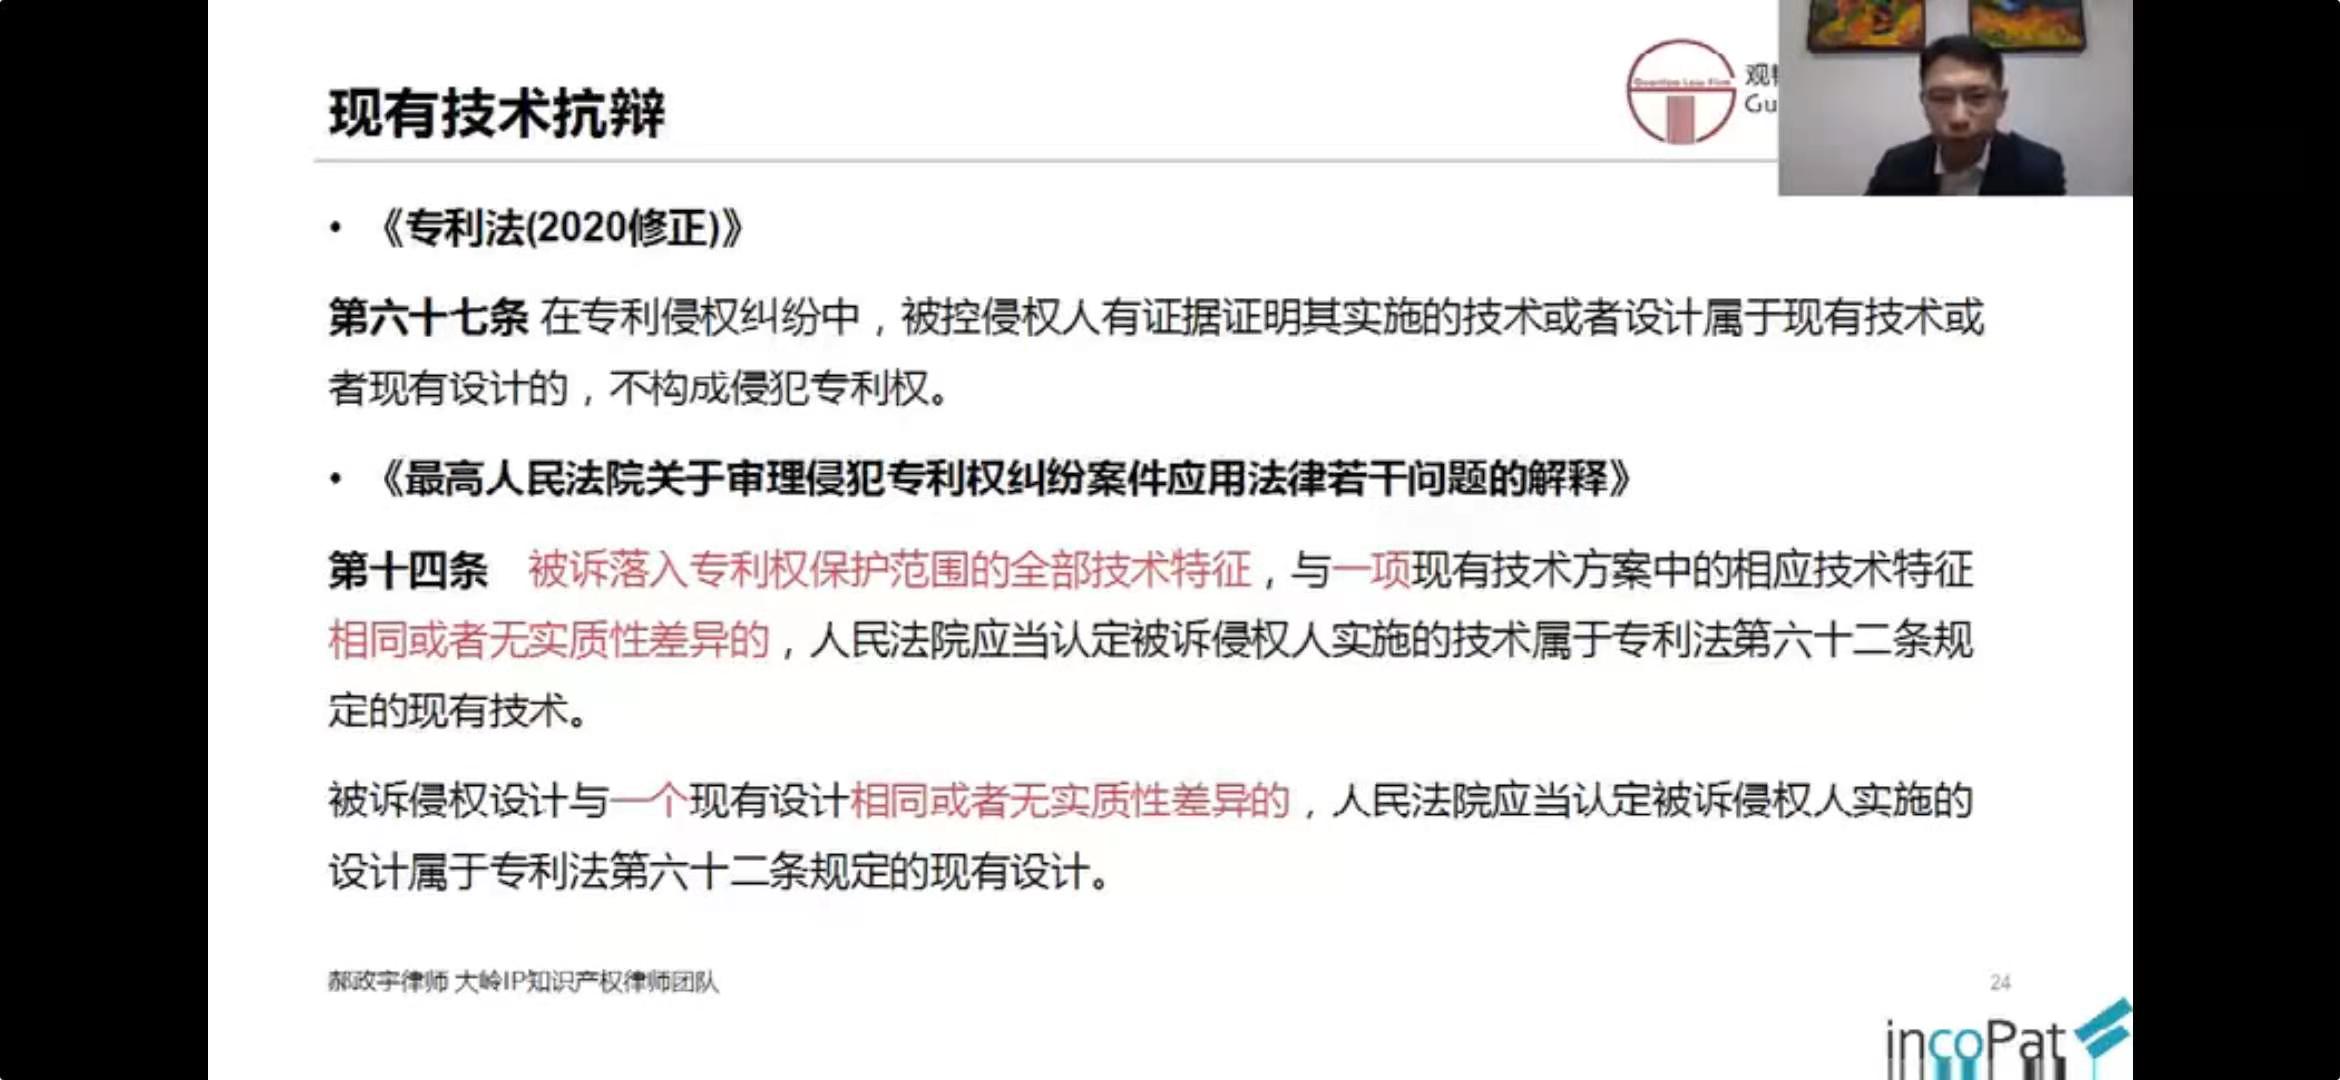 现有技术抗辩
Guantao Law Firm
观
Gu
• 《专利法(2020修正)》
第六十七条 在专利侵权纠纷中，被控侵权人有证据证明其实施的技术或者设计属于现有技术或
者现有设计的，不构成侵犯专利权。
• 《最高人民法院关于审理侵犯专利权纠纷案件应用法律若干问题的解释》
第十四条 被诉落入专利权保护范围的全部技术特征，与一项现有技术方案中的相应技术特征
相同或者无实质性差异的，人民法院应当认定被诉侵权人实施的技术属于专利法第六十二条规
定的现有技术。
被诉侵权设计与一个现有设计相同或者无实质性差异的，人民法院应当认定被诉侵权人实施的
设计属于专利法第六十二条规定的现有设计。
郝政宇律师 大岭IP知识产权律师团队
24
incoPat